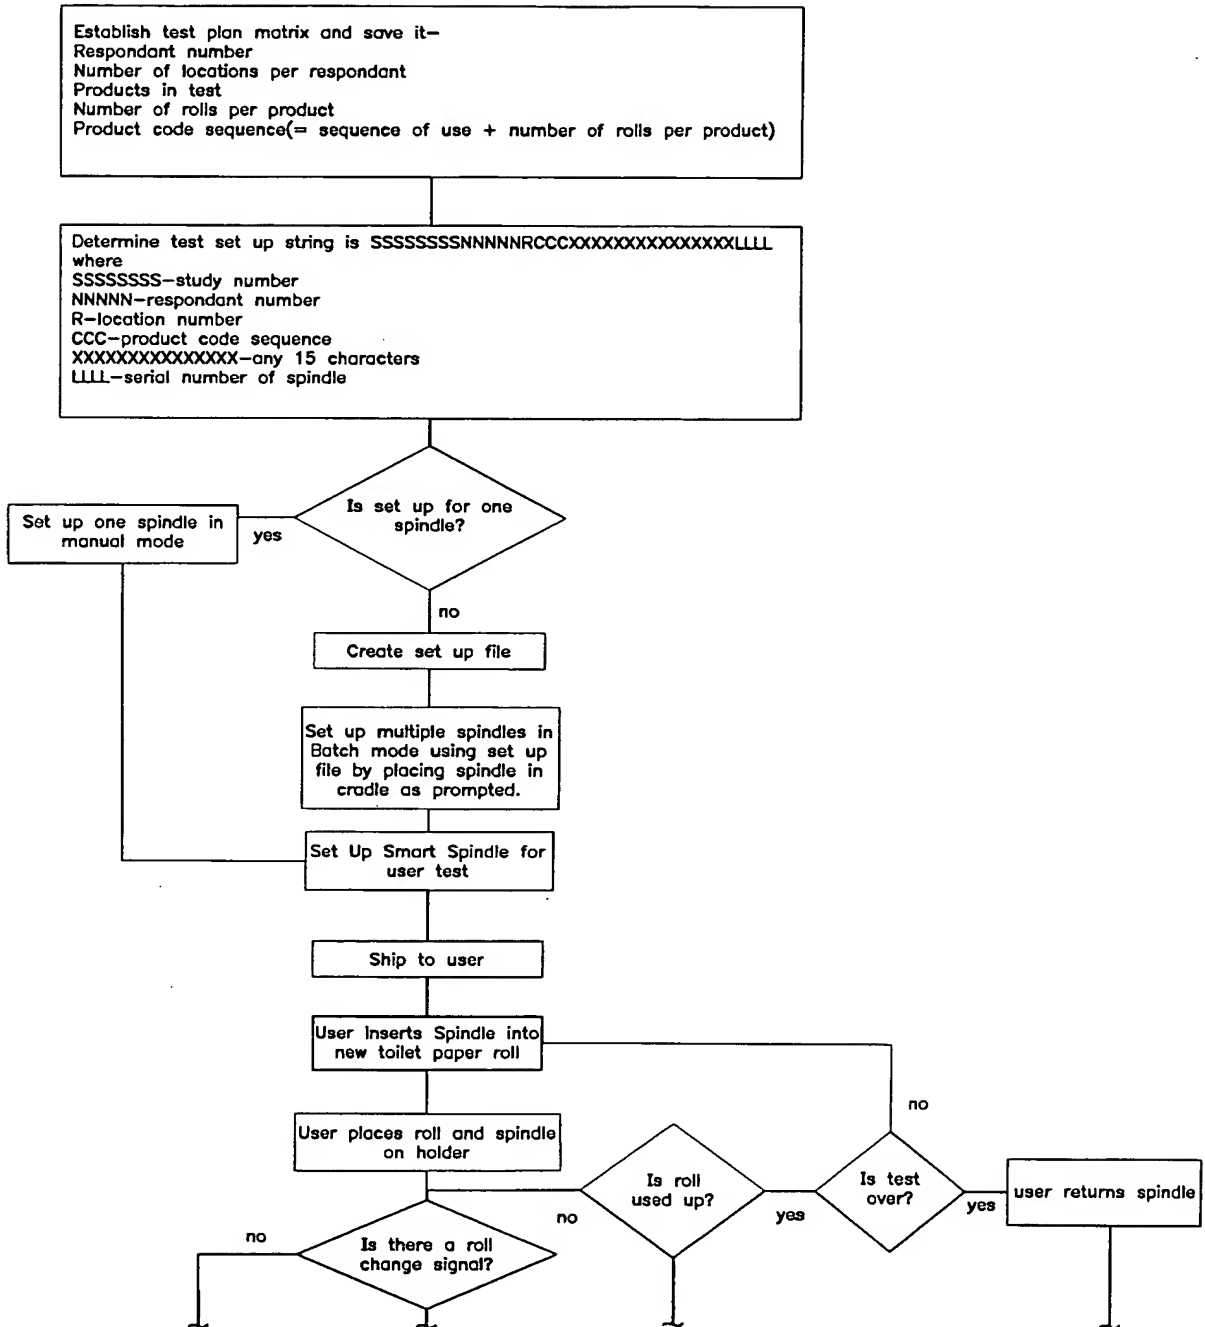 Establish test plan matrix and save it—
Respondant number
Number of locations per respondant
Products in test
Number of rolls per product
Product code sequence(= sequence of use + number of rolls per product)
Determine test set up string is SSSSSSSSNNNNNRCCCXXXXXXXXXXXXXXXLLLL
where
SSSSSSSS—study number
NNNNN—respondant number
R—location number
CCC—product code sequence
XXXXXXXXXXXXXXX—any 15 characters
LLLL—serial number of spindle
Is set up for one
spindle?
yes
Set up one spindle in
manual mode
no
Create set up file
Set up multiple spindles in
Batch mode using set up
file by placing spindle in
cradle as prompted.
Set Up Smart Spindle for
user test
Ship to user
User Inserts Spindle into
new toilet paper roll
no
User places roll and spindle
on holder
Is roll
used up?
no
yes
Is test
over?
yes
user returns spindle
no
Is there a roll
change signal?